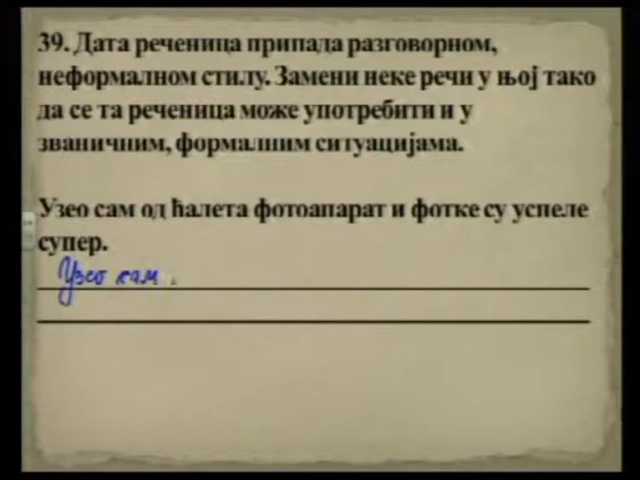 39. Дата реченица припада разговорном,
неформалном стилу. Замени неке речи у њој тако
да се та реченица може употребити и у
званичним, формалним ситуацијама.
Узео сам од ћалета фотоапарат и фотке су успеле
супер.
Узео сам